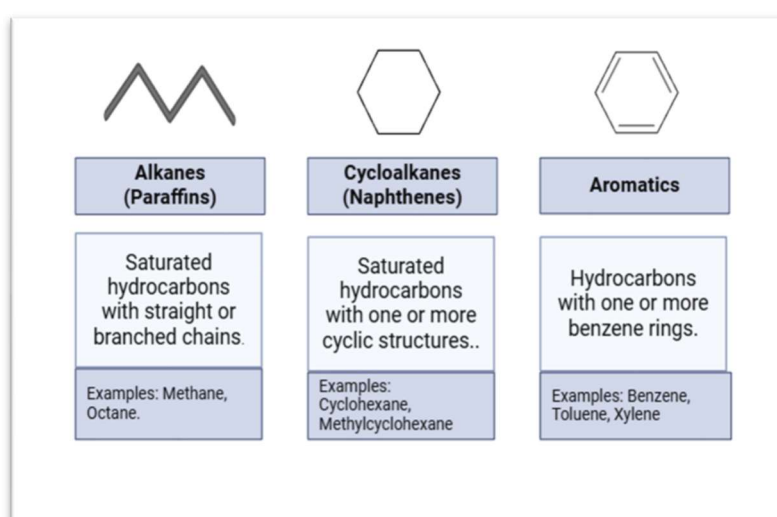 Alkanes
(Paraffins)
Saturated
hydrocarbons
with straight or
branched chains.
Examples: Methane,
Octane.
Cycloalkanes
(Naphthenes)
Saturated
hydrocarbons
with one or more
cyclic structures..
Examples:
Cyclohexane,
Methylcyclohexane
Aromatics
Hydrocarbons
with one or more
benzene rings.
Examples: Benzene,
Toluene, Xylene